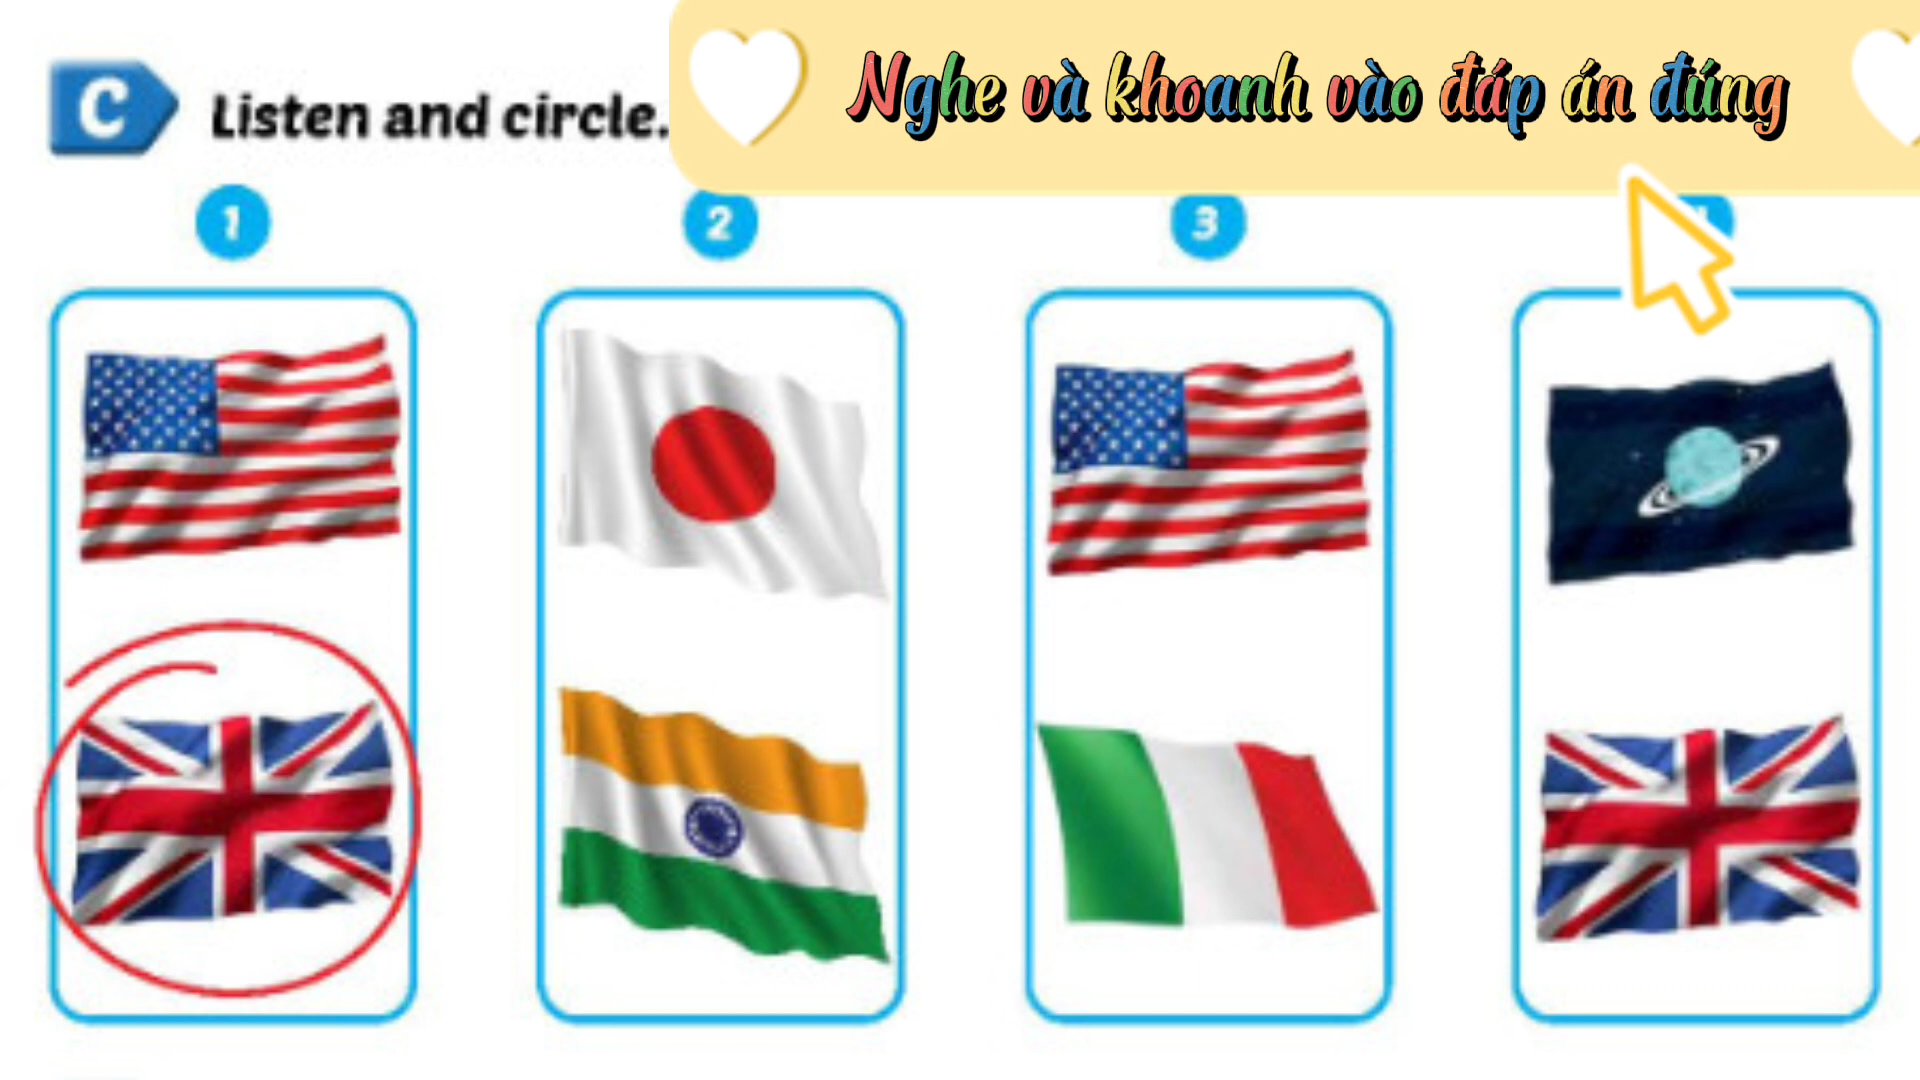 C
Listen and circle.
Nghe và khoanh vào đáp án đúng
1
2
3